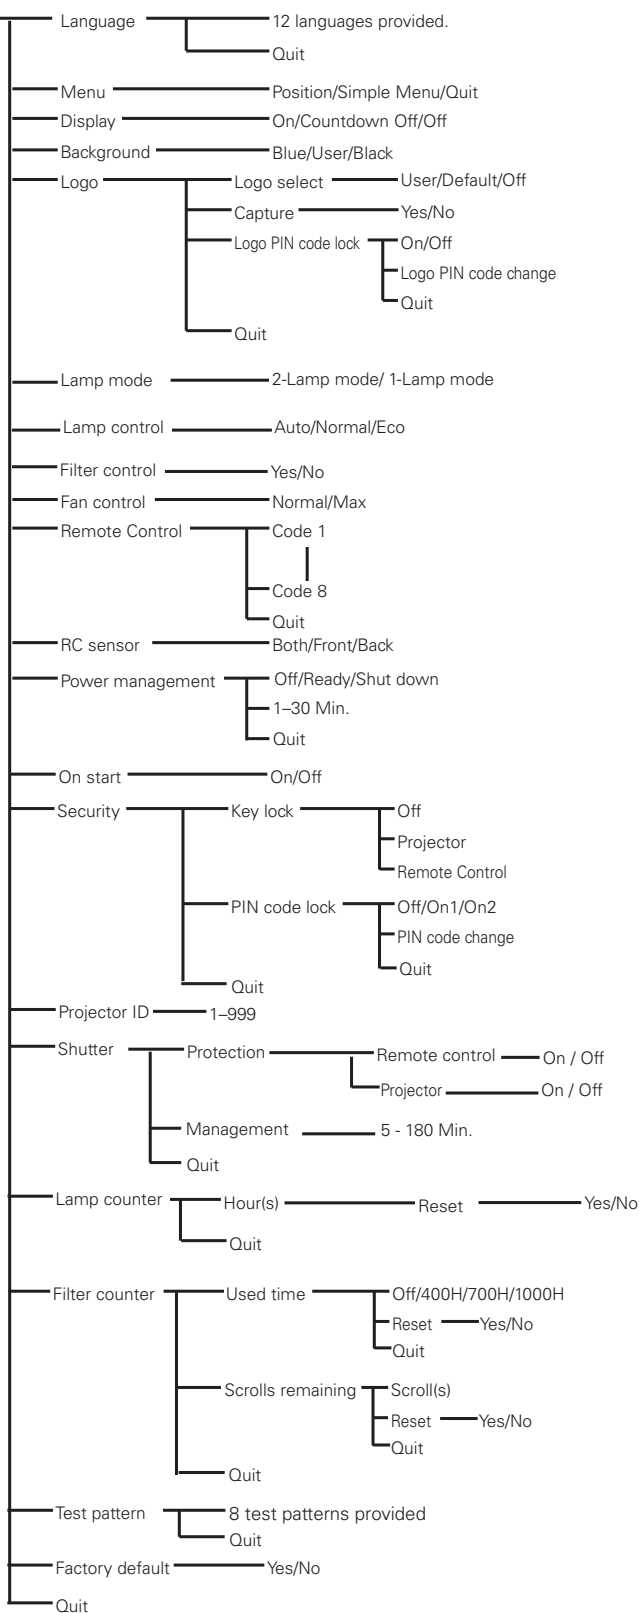 Language 12 languages provided.
Quit
Menu Position/Simple Menu/Quit
Display On/Countdown Off/Off
Background Blue/User/Black
Logo Logo select User/Default/Off
Capture Yes/No
Logo PIN code lock On/Off
Logo PIN code change
Quit
Quit
Lamp mode 2-Lamp mode/ 1-Lamp mode
Lamp control Auto/Normal/Eco
Filter control Yes/No
Fan control Normal/Max
Remote Control Code 1
Code 8
Quit
RC sensor Both/Front/Back
Power management Off/Ready/Shut down
1–30 Min.
Quit
On start On/Off
Security Key lock Off
Projector
Remote Control
PIN code lock Off/On1/On2
PIN code change
Quit
Quit
Projector ID 1–999
Shutter Protection Remote control On / Off
Projector On / Off
Management 5 - 180 Min.
Quit
Lamp counter Hour(s) Reset Yes/No
Quit
Filter counter Used time Off/400H/700H/1000H
Reset Yes/No
Quit
Scrolls remaining Scroll(s)
Reset Yes/No
Quit
Quit
Test pattern 8 test patterns provided
Quit
Factory default Yes/No
Quit